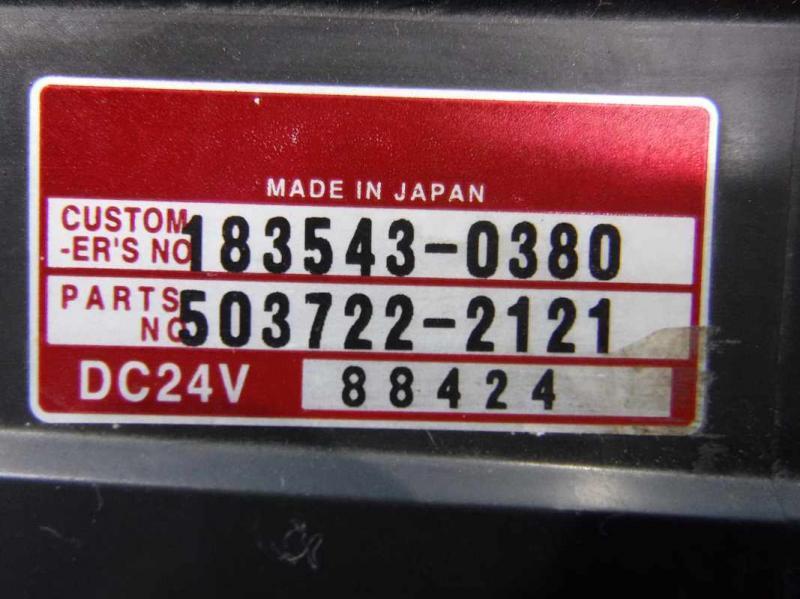 MADE IN JAPAN
CUSTOM
-ER'S NO 183543-0380
PARTS
NO 503722-2121
DC24V 88424